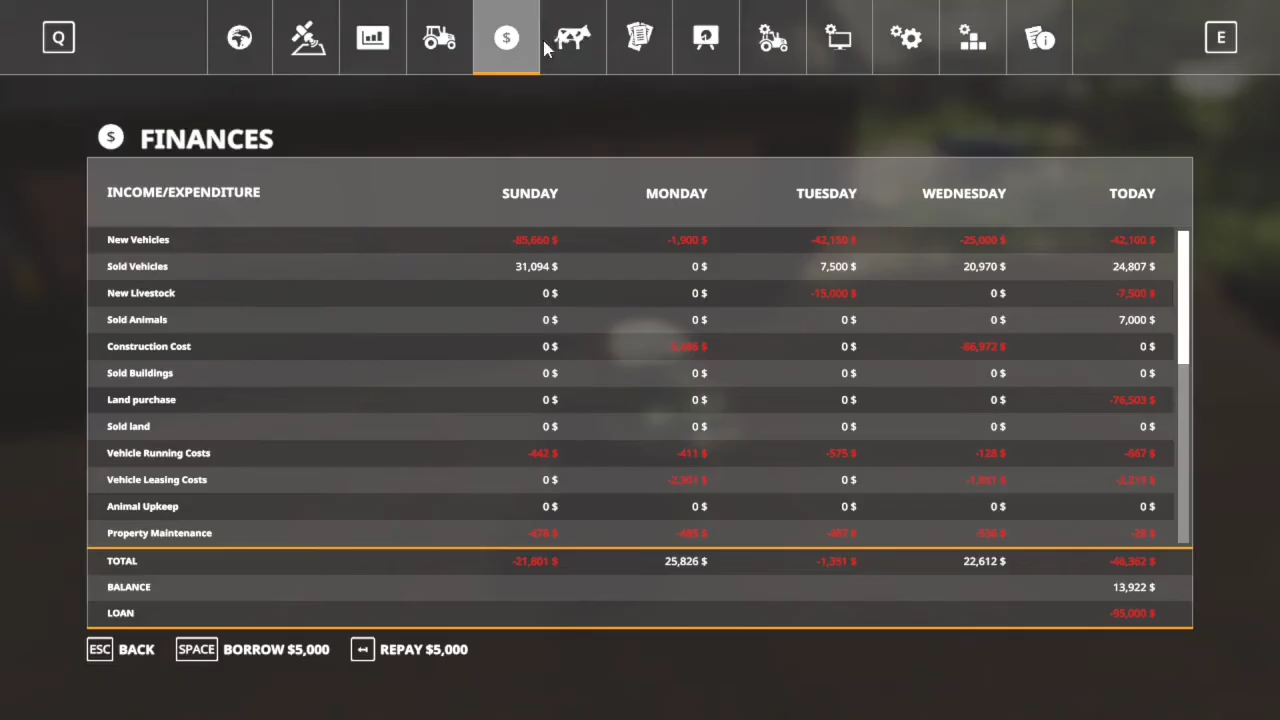 Q E
$ FINANCES
INCOME/EXPENDITURE SUNDAY MONDAY TUESDAY WEDNESDAY TODAY
New Vehicles -85,660 $ -1,900 $ -42,150 $ -25,000 $ -42,100 $
Sold Vehicles 31,094 $ 0 $ 7,500 $ 20,970 $ 24,807 $
New Livestock 0 $ 0 $ -15,000 $ 0 $ -7,500 $
Sold Animals 0 $ 0 $ 0 $ 0 $ 7,000 $
Construction Cost 0 $ $ 0 $ -86,972 $ 0 $
Sold Buildings 0 $ 0 $ 0 $ 0 $ 0 $
Land purchase 0 $ 0 $ 0 $ 0 $ -76,503 $
Sold land 0 $ 0 $ 0 $ 0 $ 0 $
Vehicle Running Costs -442 $ -411 $ -575 $ -128 $ -667 $
Vehicle Leasing Costs 0 $ -2,301 $ 0 $ $ $
Animal Upkeep 0 $ 0 $ 0 $ 0 $ 0 $
Property Maintenance -478 $ $ $ $ $
TOTAL -21,801 $ 25,826 $ -1,351 $ 22,612 $ -46,362 $
BALANCE 13,922 $
LOAN -95,000 $
ESC BACK SPACE BORROW $5,000 REPAY $5,000